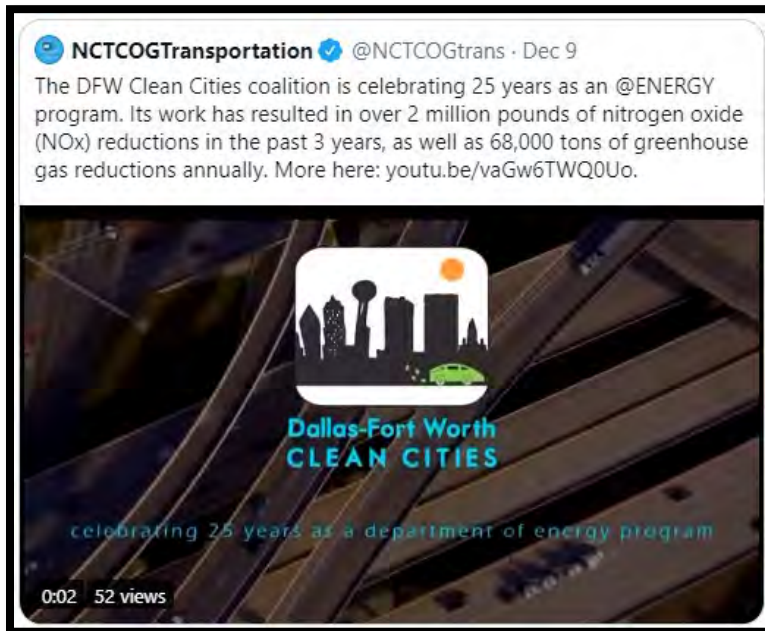 NCTCOGTransportation @NCTCOGtrans · Dec 9
The DFW Clean Cities coalition is celebrating 25 years as an @ENERGY
program. Its work has resulted in over 2 million pounds of nitrogen oxide
(NOx) reductions in the past 3 years, as well as 68,000 tons of greenhouse
gas reductions annually. More here: youtu.be/vaGw6TWQ0Uo.
Dallas-Fort Worth
CLEAN CITIES
celebrating 25 years as a department of energy program
0:02 52 views